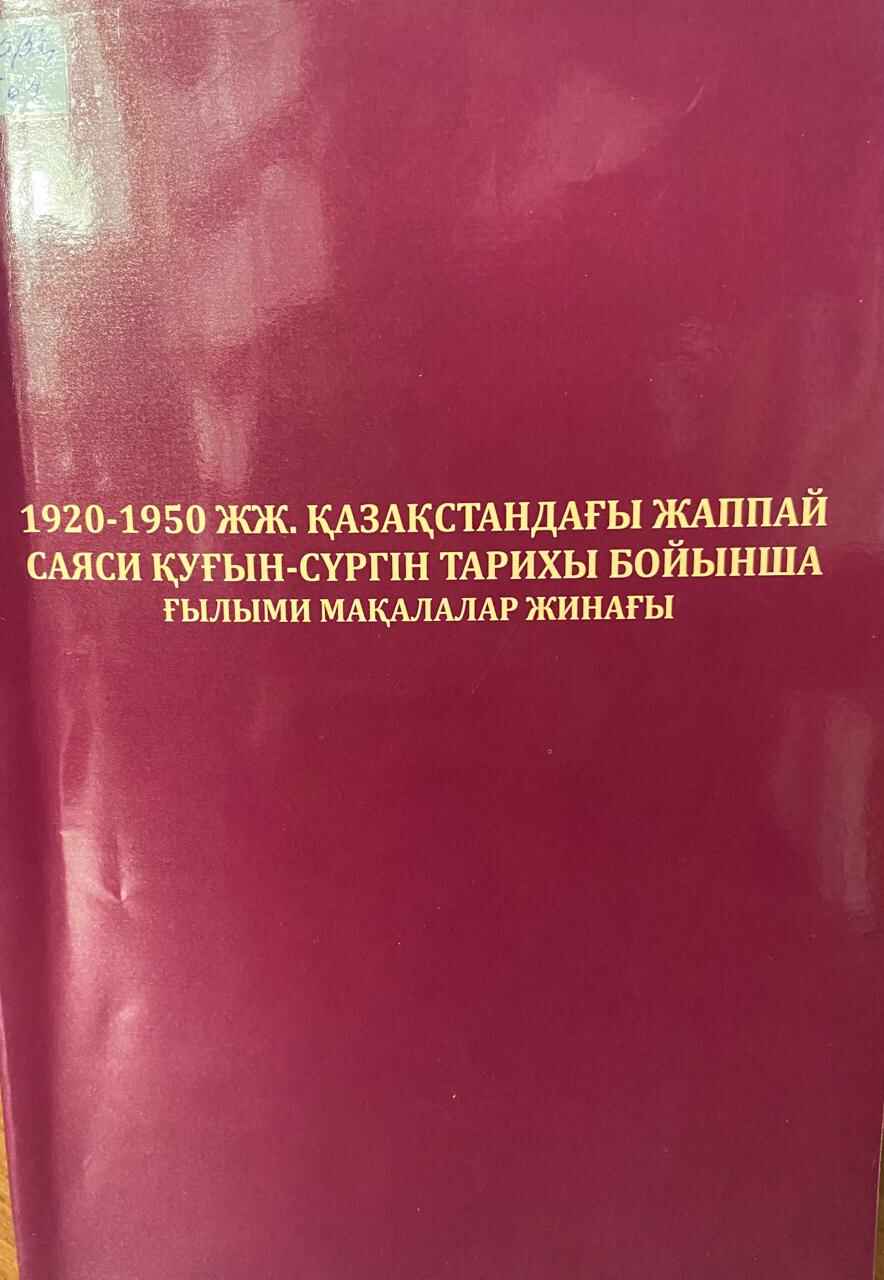 1920-1950 ЖЖ. ҚАЗАҚСТАНДАҒЫ ЖАППАЙ
САЯСИ ҚУҒЫН-СҮРГІН ТАРИХЫ БОЙЫНША
ҒЫЛЫМИ МАҚАЛАЛАР ЖИНАҒЫ